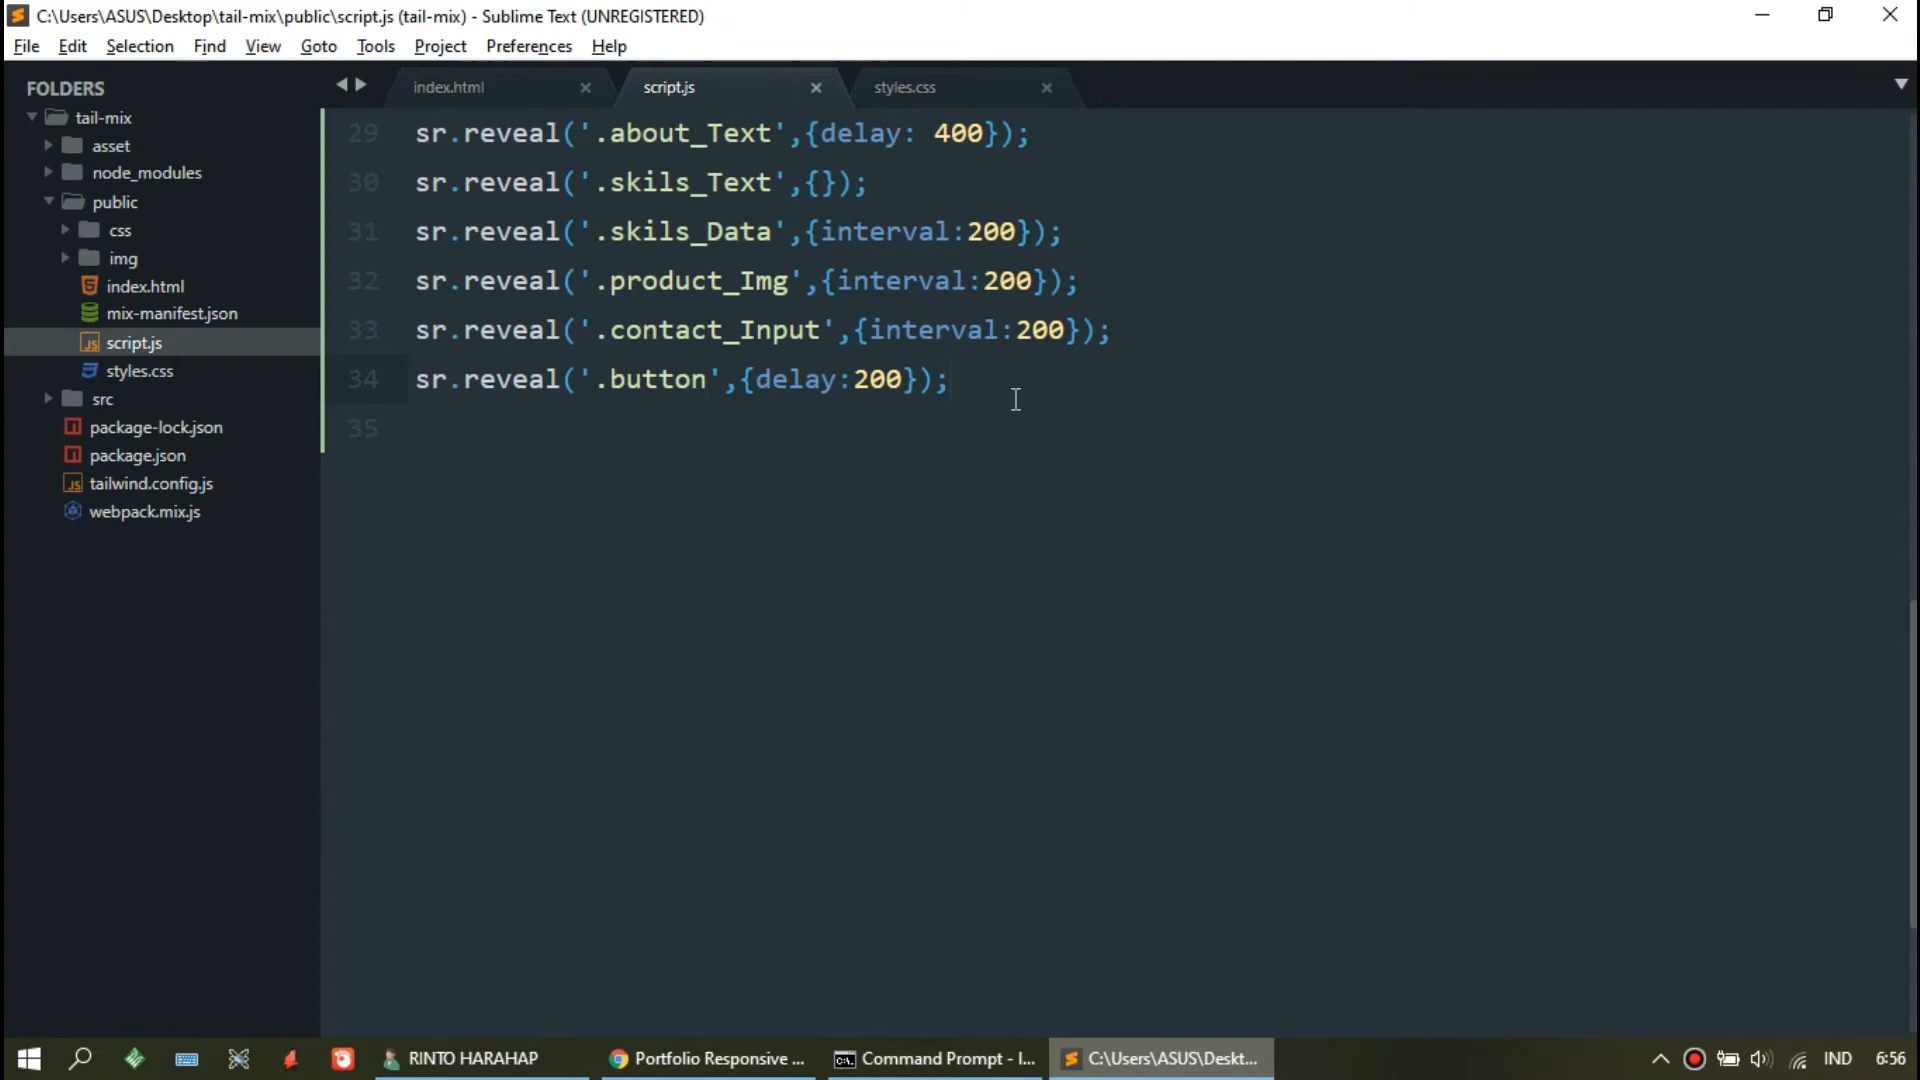 C:\Users\ASUS\Desktop\tail-mix\public\script.js (tail-mix) - Sublime Text (UNREGISTERED)
File Edit Selection Find View Goto Tools Project Preferences Help
FOLDERS
tail-mix
asset
node_modules
public
css
img
index.html
mix-manifest.json
script.js
styles.css
src
package-lock.json
package.json
tailwind.config.js
webpack.mix.js
index.html script.js styles.css
29 sr.reveal('.about_Text',{delay: 400});
30 sr.reveal('.skils_Text',{});
31 sr.reveal('.skils_Data',{interval:200});
32 sr.reveal('.product_Img',{interval:200});
33 sr.reveal('.contact_Input',{interval:200});
34 sr.reveal('.button',{delay:200});
35
RINTO HARAHAP Portfolio Responsive ... Command Prompt - I... C:\Users\ASUS\Deskt... IND 6:56